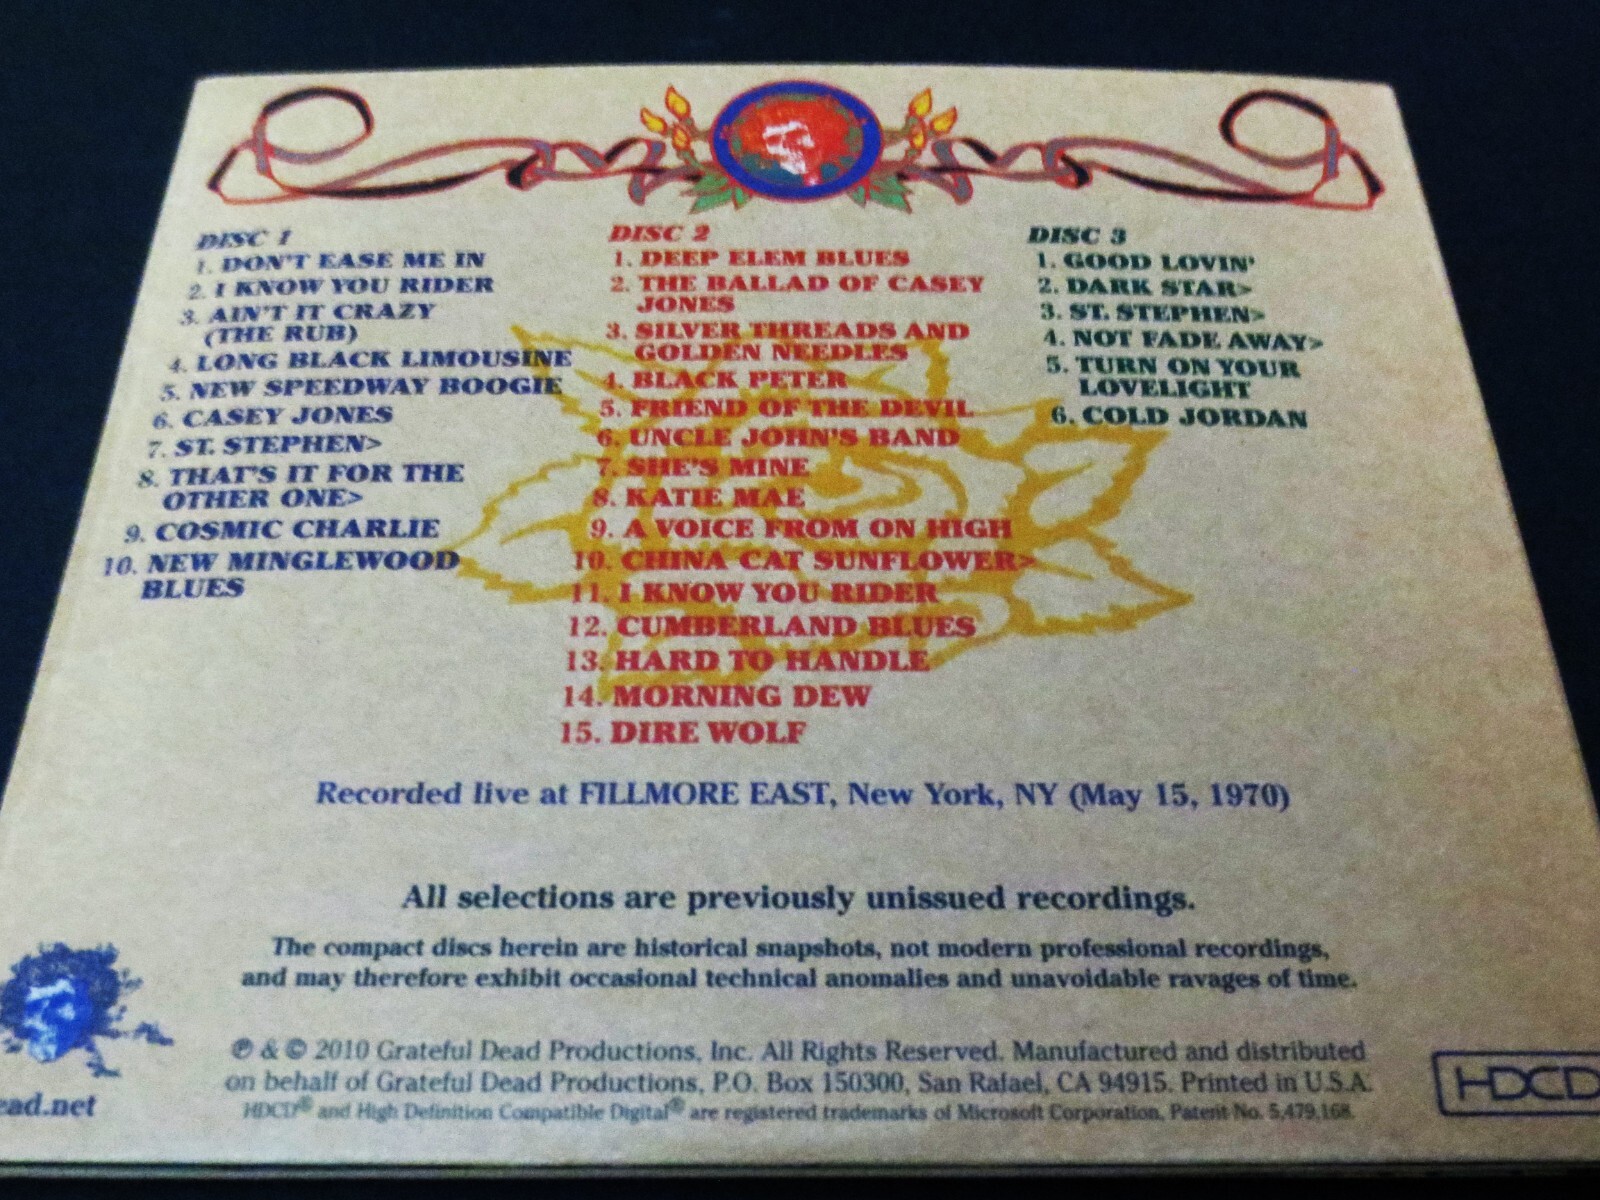 DISC 1
1. DON'T EASE ME IN
2. I KNOW YOU RIDER
3. AIN'T IT CRAZY
(THE RUB)
4. LONG BLACK LIMOUSINE
5. NEW SPEEDWAY BOOGIE
6. CASEY JONES
7. ST. STEPHEN>
8. THAT'S IT FOR THE
OTHER ONE>
9. COSMIC CHARLIE
10. NEW MINGLEWOOD
BLUES
DISC 2
1. DEEP ELEM BLUES
2. THE BALLAD OF CASEY
JONES
3. SILVER THREADS AND
GOLDEN NEEDLES
4. BLACK PETER
5. FRIEND OF THE DEVIL
6. UNCLE JOHN'S BAND
7. SHE'S MINE
8. KATIE MAE
9. A VOICE FROM ON HIGH
10. CHINA CAT SUNFLOWER>
11. I KNOW YOU RIDER
12. CUMBERLAND BLUES
13. HARD TO HANDLE
14. MORNING DEW
15. DIRE WOLF
DISC 3
1. GOOD LOVIN'
2. DARK STAR>
3. ST. STEPHEN>
4. NOT FADE AWAY>
5. TURN ON YOUR
LOVELIGHT
6. COLD JORDAN
Recorded live at FILLMORE EAST, New York, NY (May 15, 1970)
All selections are previously unissued recordings.
The compact discs herein are historical snapshots, not modern professional recordings,
and may therefore exhibit occasional technical anomalies and unavoidable ravages of time.
℗ & © 2010 Grateful Dead Productions, Inc. All Rights Reserved. Manufactured and distributed
on behalf of Grateful Dead Productions, P.O. Box 150300, San Rafael, CA 94915. Printed in U.S.A.
HDCD® and High Definition Compatible Digital® are registered trademarks of Microsoft Corporation, Patent No. 5,479,168.
ead.net
HDCD